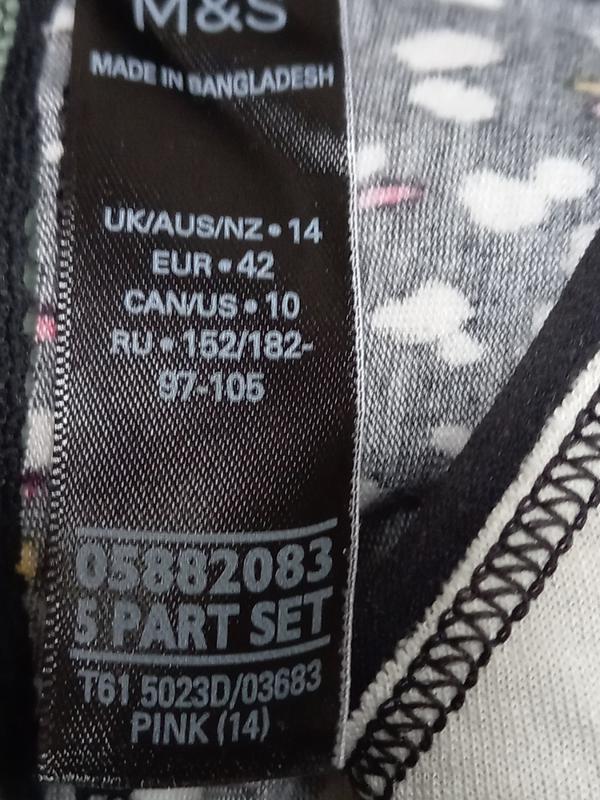 M&S
MADE IN BANGLADESH
UK/AUS/NZ • 14
EUR • 42
CAN/US • 10
RU • 152/182-
97-105
05882083
5 PART SET
T61 5023D/03683
PINK (14)